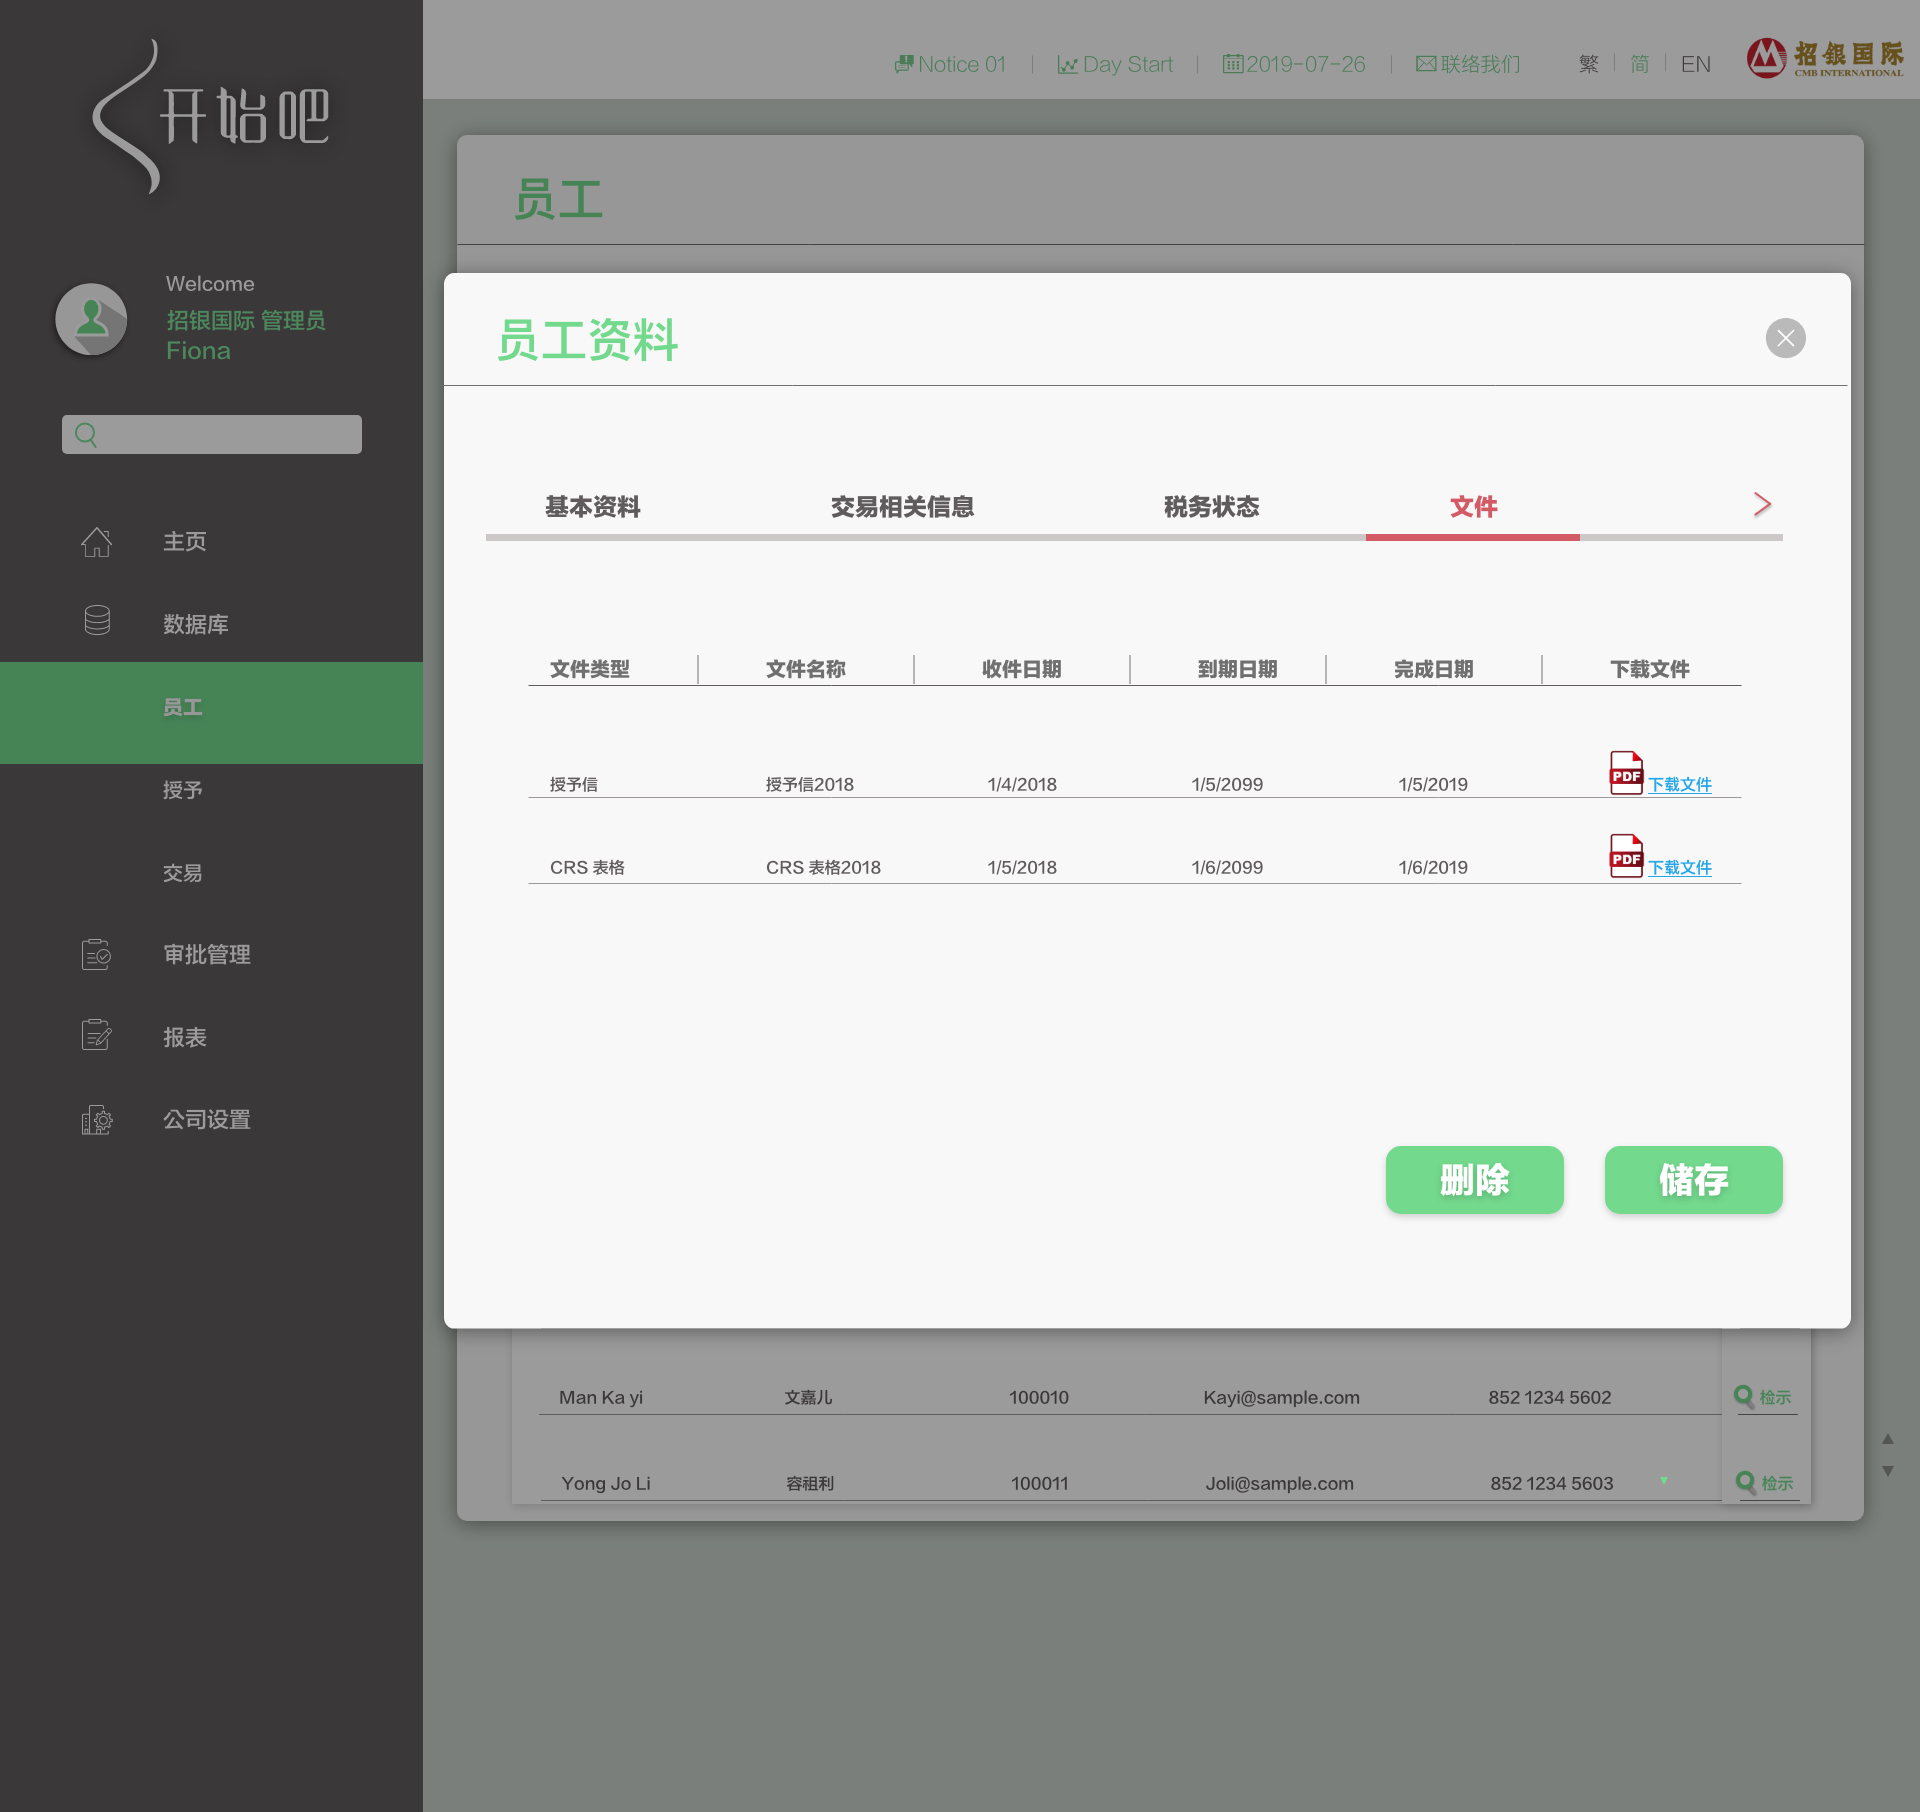 开始吧
Notice 01
Day Start
2019-07-26
联络我们
繁
简
EN
招银国际
CMB INTERNATIONAL
Welcome
招银国际 管理员
Fiona
主页
数据库
员工
授予
交易
审批管理
报表
公司设置
员工
员工资料
基本资料
交易相关信息
税务状态
文件
文件类型 文件名称 收件日期 到期日期 完成日期 下载文件
授予信 授予信2018 1/4/2018 1/5/2099 1/5/2019 PDF 下载文件
CRS 表格 CRS 表格2018 1/5/2018 1/6/2099 1/6/2019 PDF 下载文件
删除
储存
Man Ka yi 文嘉儿 100010 Kayi@sample.com 852 1234 5602 检示
Yong Jo Li 容祖利 100011 Joli@sample.com 852 1234 5603 检示